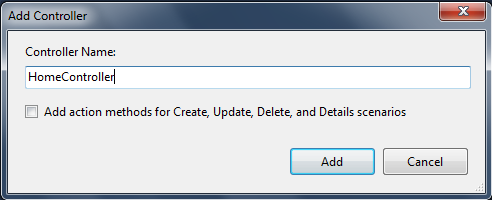 Add Controller
Controller Name:
HomeController
Add action methods for Create, Update, Delete, and Details scenarios
Add
Cancel